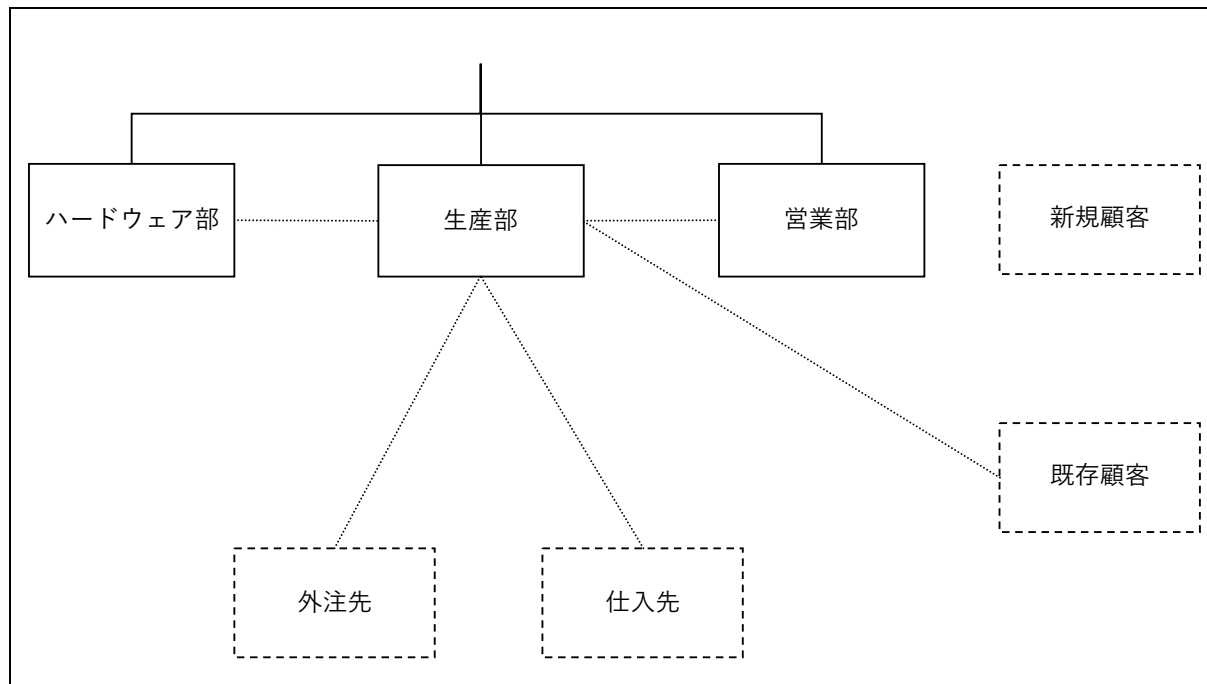 ハードウェア部
生産部
営業部
新規顧客
既存顧客
外注先
仕入先